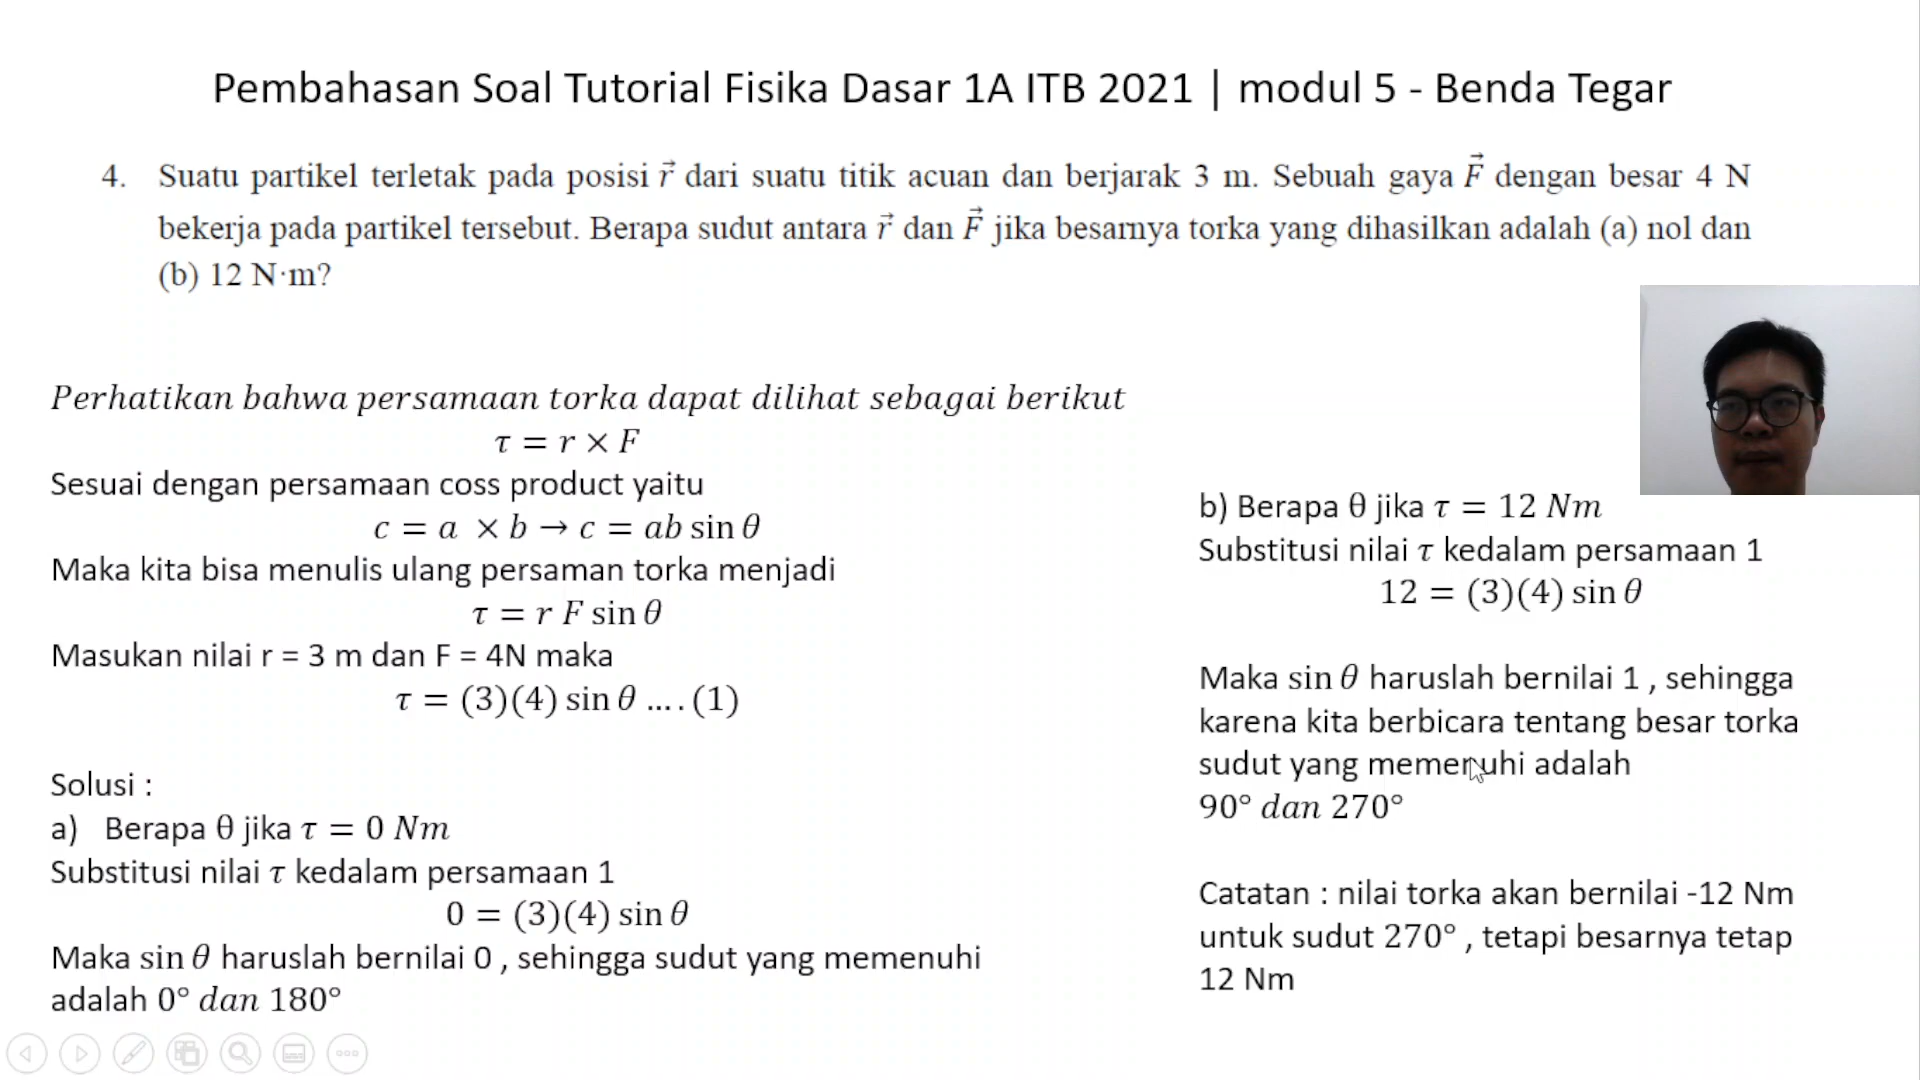 Pembahasan Soal Tutorial Fisika Dasar 1A ITB 2021 | modul 5 - Benda Tegar
4. Suatu partikel terletak pada posisi r⃗ dari suatu titik acuan dan berjarak 3 m. Sebuah gaya F⃗ dengan besar 4 N
bekerja pada partikel tersebut. Berapa sudut antara r⃗ dan F⃗ jika besarnya torka yang dihasilkan adalah (a) nol dan
(b) 12 N·m?
Perhatikan bahwa persamaan torka dapat dilihat sebagai berikut
τ = r × F
Sesuai dengan persamaan coss product yaitu
c = a × b → c = ab sin θ
Maka kita bisa menulis ulang persaman torka menjadi
τ = r F sin θ
Masukan nilai r = 3 m dan F = 4N maka
τ = (3)(4) sin θ .... (1)
Solusi :
a) Berapa θ jika τ = 0 Nm
Substitusi nilai τ kedalam persamaan 1
0 = (3)(4) sin θ
Maka sin θ haruslah bernilai 0 , sehingga sudut yang memenuhi
adalah 0° dan 180°
b) Berapa θ jika τ = 12 Nm
Substitusi nilai τ kedalam persamaan 1
12 = (3)(4) sin θ
Maka sin θ haruslah bernilai 1 , sehingga
karena kita berbicara tentang besar torka
sudut yang memenuhi adalah
90° dan 270°
Catatan : nilai torka akan bernilai -12 Nm
untuk sudut 270° , tetapi besarnya tetap
12 Nm